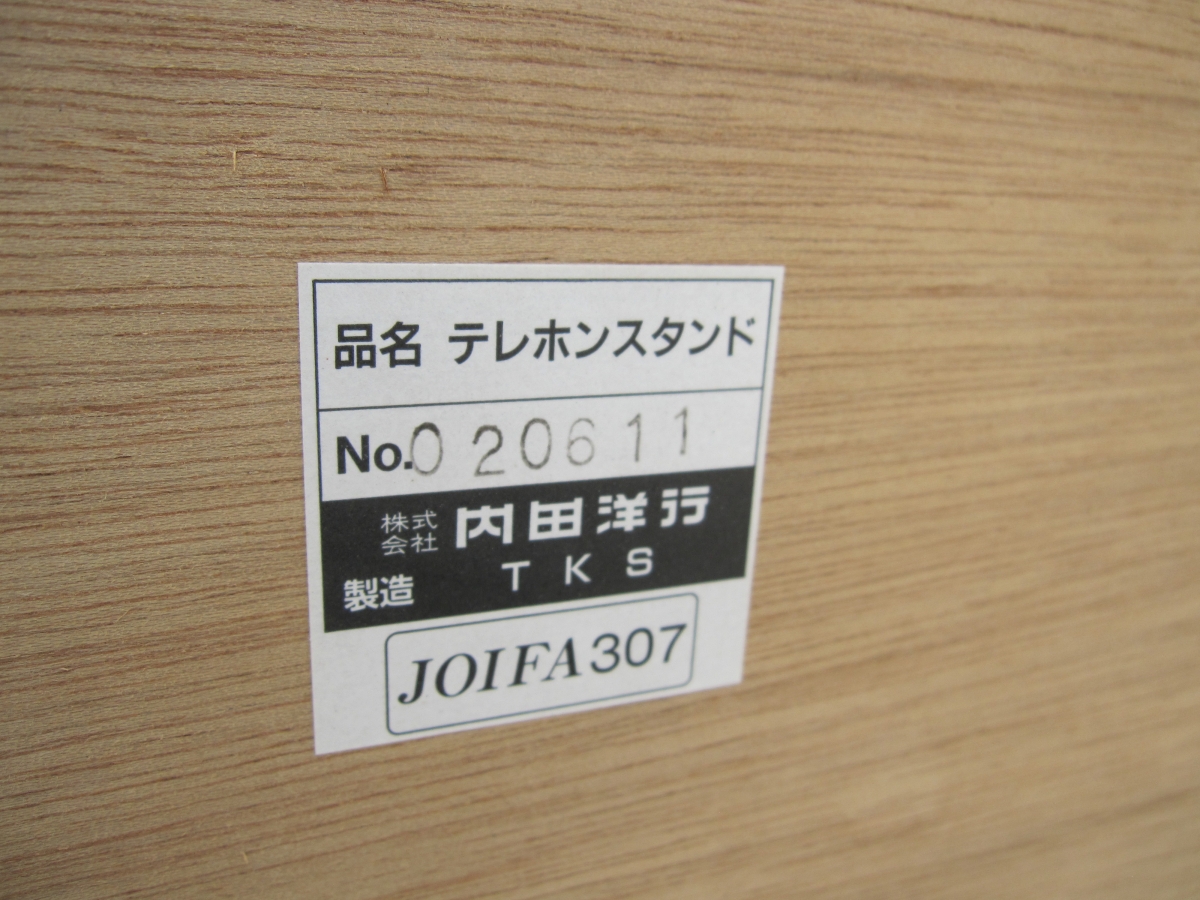 品名 テレホンスタンド
No.020611
株式会社 内田洋行
製造 TKS
JOIFA307